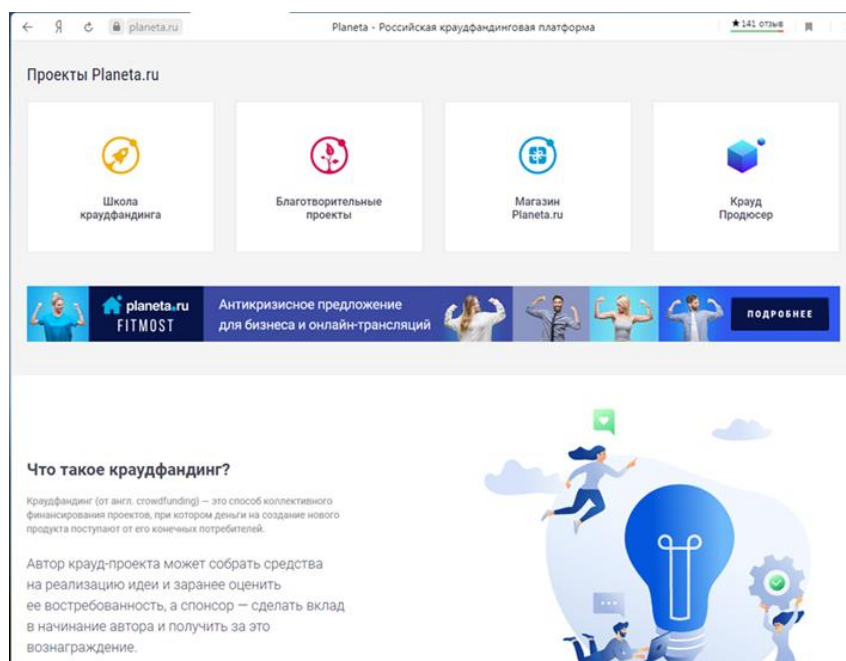 planeta.ru
Planeta - Российская краудфандинговая платформа
★141 отзыв
Проекты Planeta.ru
Школа
краудфандинга
Благотворительные
проекты
Магазин
Planeta.ru
Крауд
Продюсер
planeta.ru
FITMOST
Антикризисное предложение
для бизнеса и онлайн-трансляций
ПОДРОБНЕЕ
Что такое краудфандинг?
Краудфандинг (от англ. crowdfunding) – это способ коллективного
финансирования проектов, при котором деньги на создание нового
продукта поступают от его конечных потребителей.
Автор крауд-проекта может собрать средства
на реализацию идеи и заранее оценить
ее востребованность, а спонсор — сделать вклад
в начинание автора и получить за это
вознаграждение.